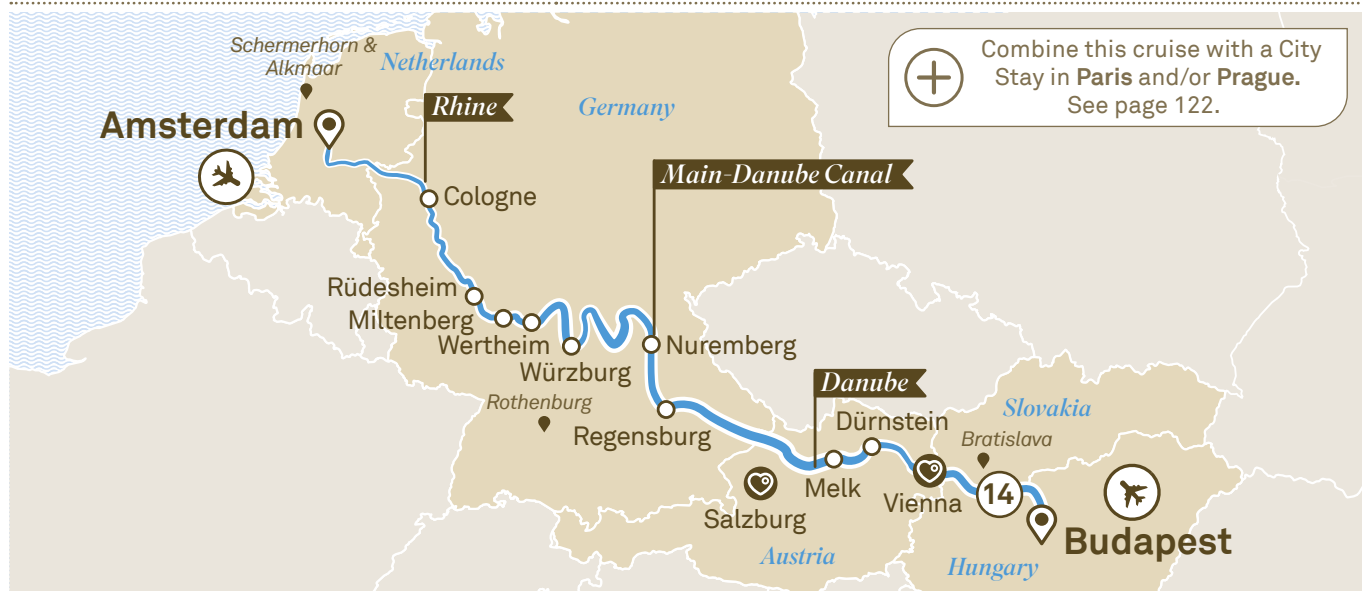 Schermerhorn &
Alkmaar
Netherlands
Combine this cruise with a City
Stay in Paris and/or Prague.
See page 122.
Rhine
Germany
Amsterdam
Main-Danube Canal
Cologne
Rüdesheim
Miltenberg
Wertheim
Nuremberg
Würzburg
Danube
Rothenburg
Dürnstein
Slovakia
Regensburg
Bratislava
Melk
Vienna
14
Salzburg
Budapest
Austria
Hungary